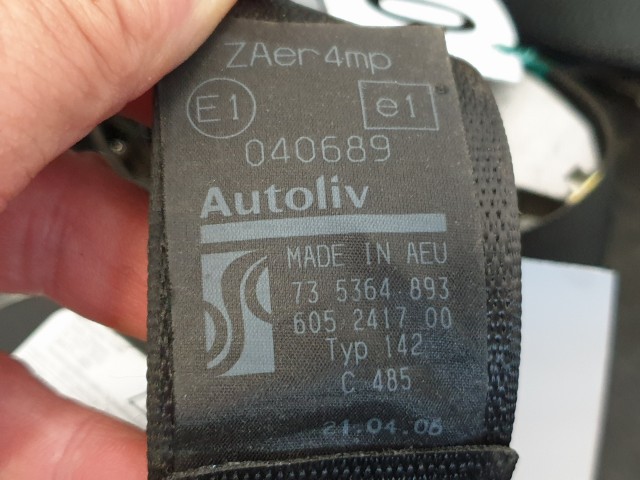 ZAer4mp
E1 e1
040689
Autoliv
MADE IN AEU
73 5364 893
605 2417 00
Typ 142
C 485
21.04.06